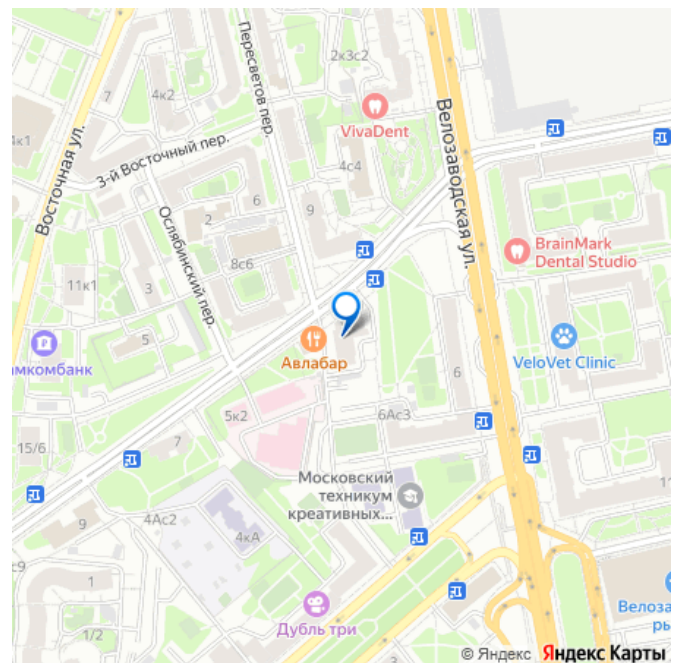 7
4к2
Пересветов пер.
2к3с2
VivaDent
4к1
Восточная ул.
3-й Восточный пер.
4с4
Велозаводская ул.
6
2
9
Ослябинский пер.
8с6
BrainMark
Dental Studio
11к1
3
5
мкомбанк
Авлабар
VeloVet Clinic
6
5к2
6Ас3
15/6
7
Московский
техникум
креативных...
11
9
4Ас2
4кА
с9
1
Дубль три
1/2
Велоза
ры
© Яндекс Яндекс Карты